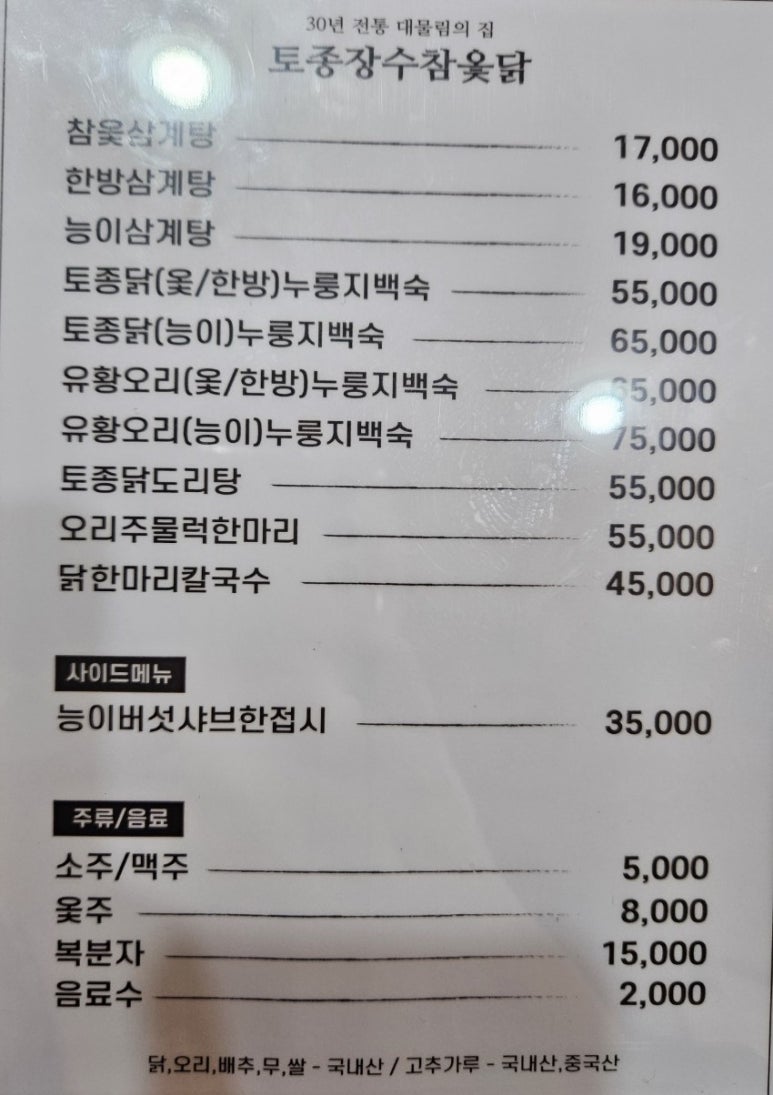 30년 전통 대물림의 집
토종장수참옻닭
참옻삼계탕 17,000
한방삼계탕 16,000
능이삼계탕 19,000
토종닭(옻/한방)누룽지백숙 55,000
토종닭(능이)누룽지백숙 65,000
유황오리(옻/한방)누룽지백숙 65,000
유황오리(능이)누룽지백숙 75,000
토종닭도리탕 55,000
오리주물럭한마리 55,000
닭한마리칼국수 45,000
사이드메뉴
능이버섯샤브한접시 35,000
주류/음료
소주/맥주 5,000
옻주 8,000
복분자 15,000
음료수 2,000
닭,오리,배추,무,쌀 - 국내산 / 고추가루 - 국내산,중국산